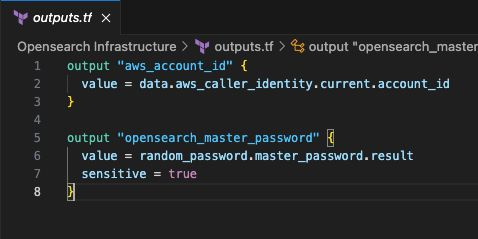 outputs.tf ×
Opensearch Infrastructure > outputs.tf > output "opensearch_master
1 output "aws_account_id" {
2   value = data.aws_caller_identity.current.account_id
3 }
4
5 output "opensearch_master_password" {
6   value = random_password.master_password.result
7   sensitive = true
8 }